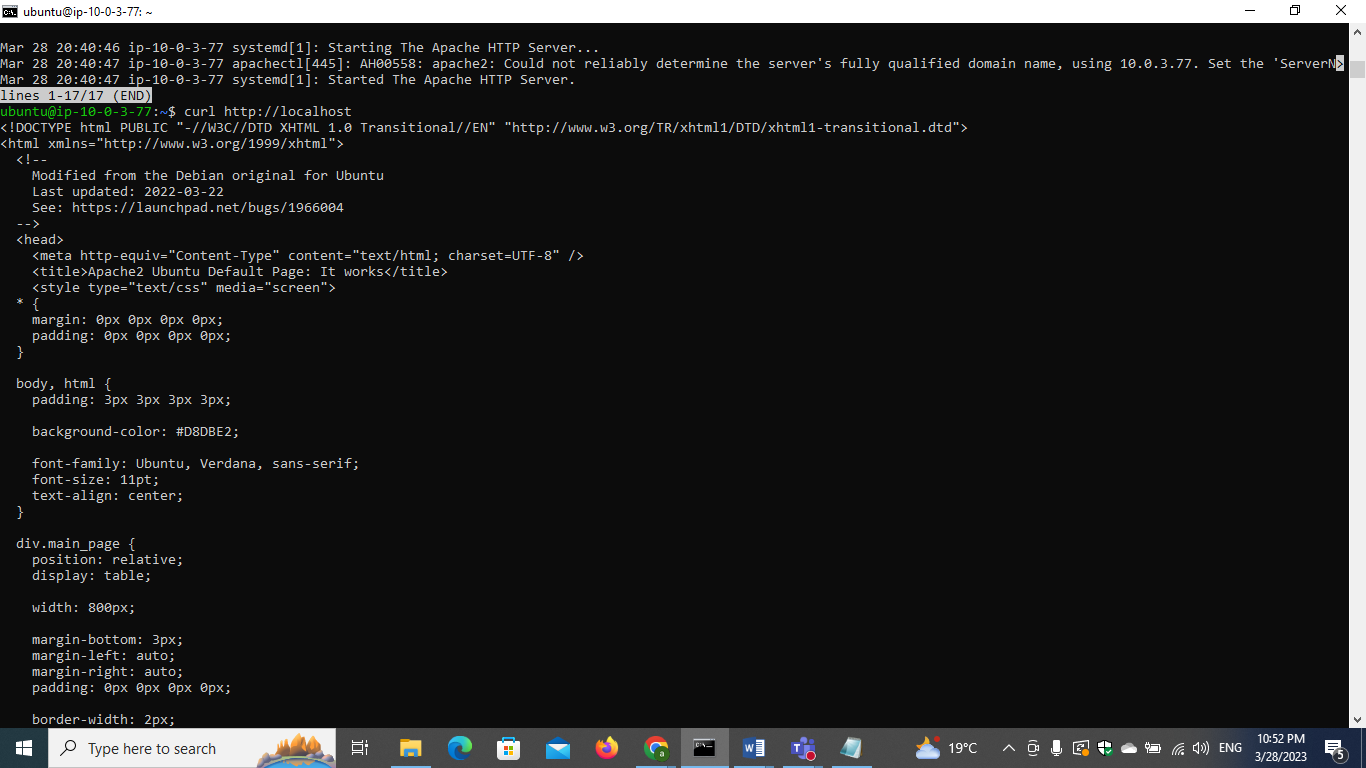 ubuntu@ip-10-0-3-77: ~
Mar 28 20:40:46 ip-10-0-3-77 systemd[1]: Starting The Apache HTTP Server...
Mar 28 20:40:47 ip-10-0-3-77 apachectl[445]: AH00558: apache2: Could not reliably determine the server's fully qualified domain name, using 10.0.3.77. Set the 'ServerN>
Mar 28 20:40:47 ip-10-0-3-77 systemd[1]: Started The Apache HTTP Server.
lines 1-17/17 (END)
ubuntu@ip-10-0-3-77:~$ curl http://localhost
<!DOCTYPE html PUBLIC "-//W3C//DTD XHTML 1.0 Transitional//EN" "http://www.w3.org/TR/xhtml1/DTD/xhtml1-transitional.dtd">
<html xmlns="http://www.w3.org/1999/xhtml">
  <!--
    Modified from the Debian original for Ubuntu
    Last updated: 2022-03-22
    See: https://launchpad.net/bugs/1966004
  -->
  <head>
    <meta http-equiv="Content-Type" content="text/html; charset=UTF-8" />
    <title>Apache2 Ubuntu Default Page: It works</title>
    <style type="text/css" media="screen">
  * {
    margin: 0px 0px 0px 0px;
    padding: 0px 0px 0px 0px;
  }
  body, html {
    padding: 3px 3px 3px 3px;
    background-color: #D8DBE2;
    font-family: Ubuntu, Verdana, sans-serif;
    font-size: 11pt;
    text-align: center;
  }
  div.main_page {
    position: relative;
    display: table;
    width: 800px;
    margin-bottom: 3px;
    margin-left: auto;
    margin-right: auto;
    padding: 0px 0px 0px 0px;
    border-width: 2px;
Type here to search
19°C
ENG
10:52 PM
3/28/2023
5